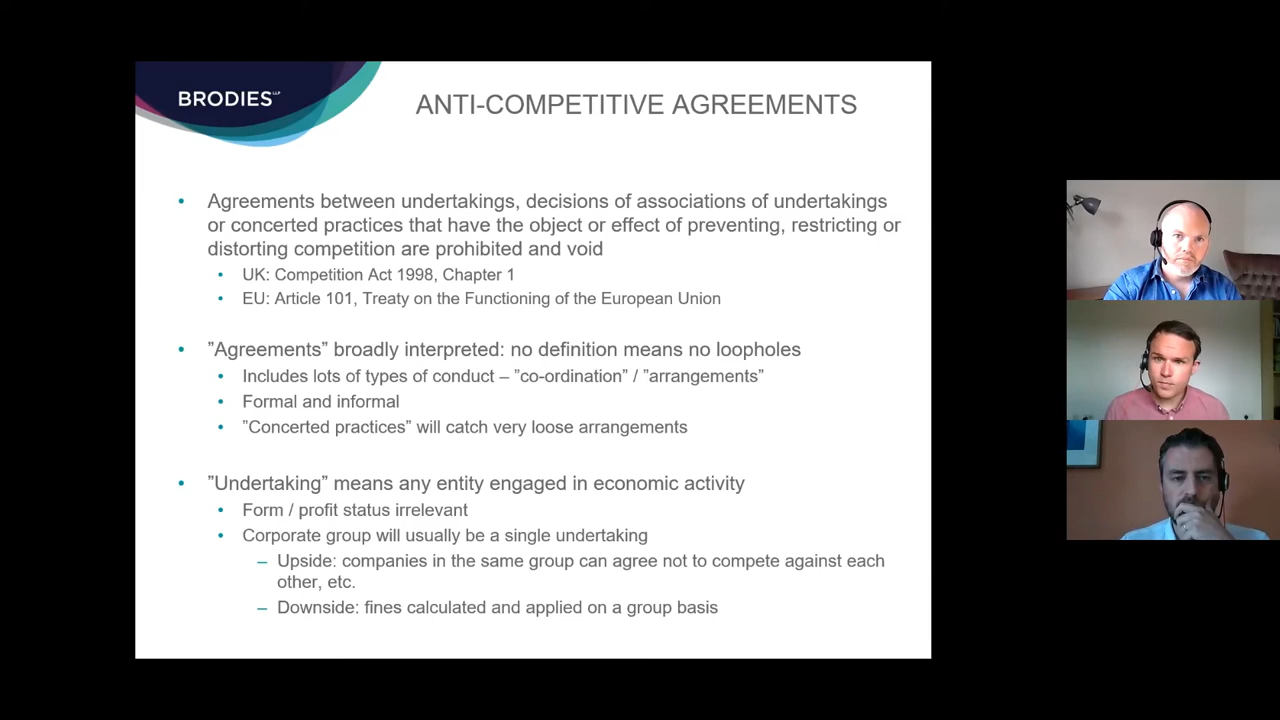 BRODIES LLP
ANTI-COMPETITIVE AGREEMENTS
• Agreements between undertakings, decisions of associations of undertakings
or concerted practices that have the object or effect of preventing, restricting or
distorting competition are prohibited and void
• UK: Competition Act 1998, Chapter 1
• EU: Article 101, Treaty on the Functioning of the European Union
• ”Agreements” broadly interpreted: no definition means no loopholes
• Includes lots of types of conduct – ”co-ordination” / ”arrangements”
• Formal and informal
• ”Concerted practices” will catch very loose arrangements
• ”Undertaking” means any entity engaged in economic activity
• Form / profit status irrelevant
• Corporate group will usually be a single undertaking
– Upside: companies in the same group can agree not to compete against each
other, etc.
– Downside: fines calculated and applied on a group basis